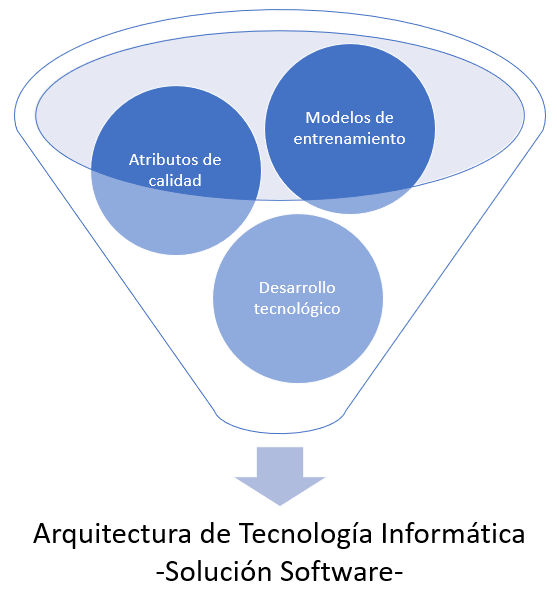 Modelos de
entrenamiento
Atributos de
calidad
Desarrollo
tecnológico
Arquitectura de Tecnología Informática
-Solución Software-